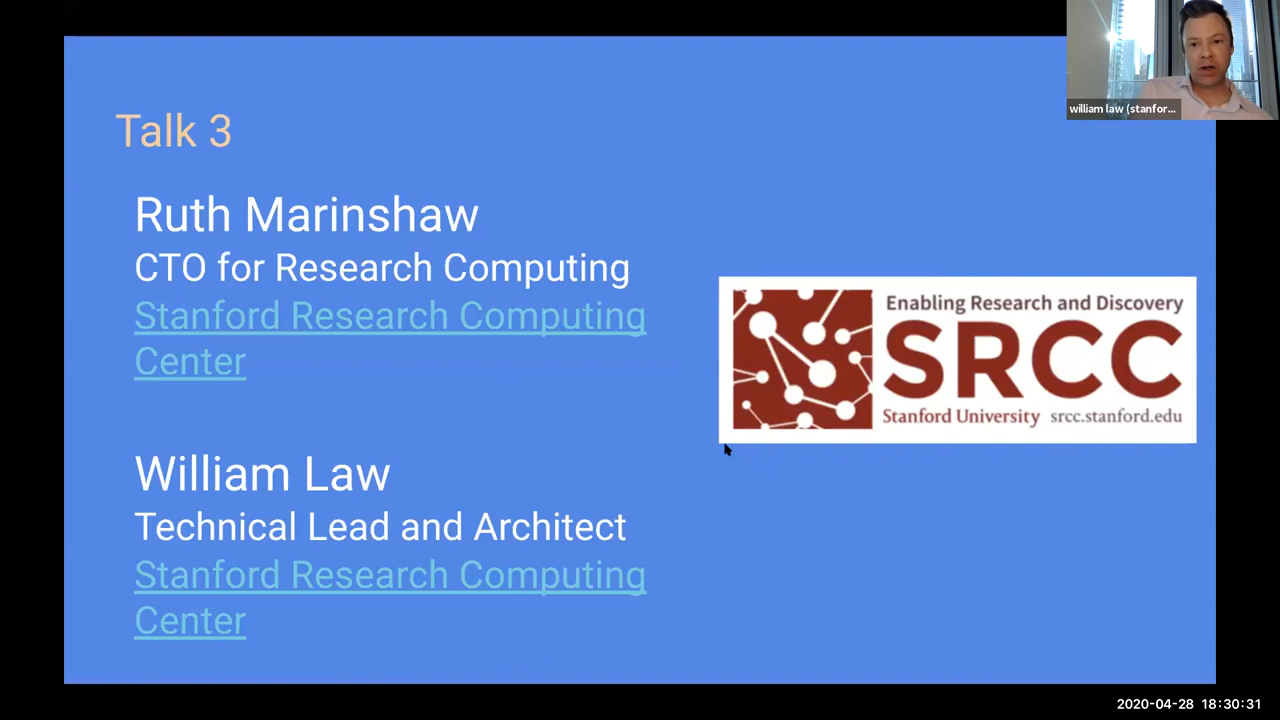 william law (stanfor...
Talk 3
Ruth Marinshaw
CTO for Research Computing
Stanford Research Computing
Center
Enabling Research and Discovery
SRCC
Stanford University srcc.stanford.edu
William Law
Technical Lead and Architect
Stanford Research Computing
Center
2020-04-28 18:30:31